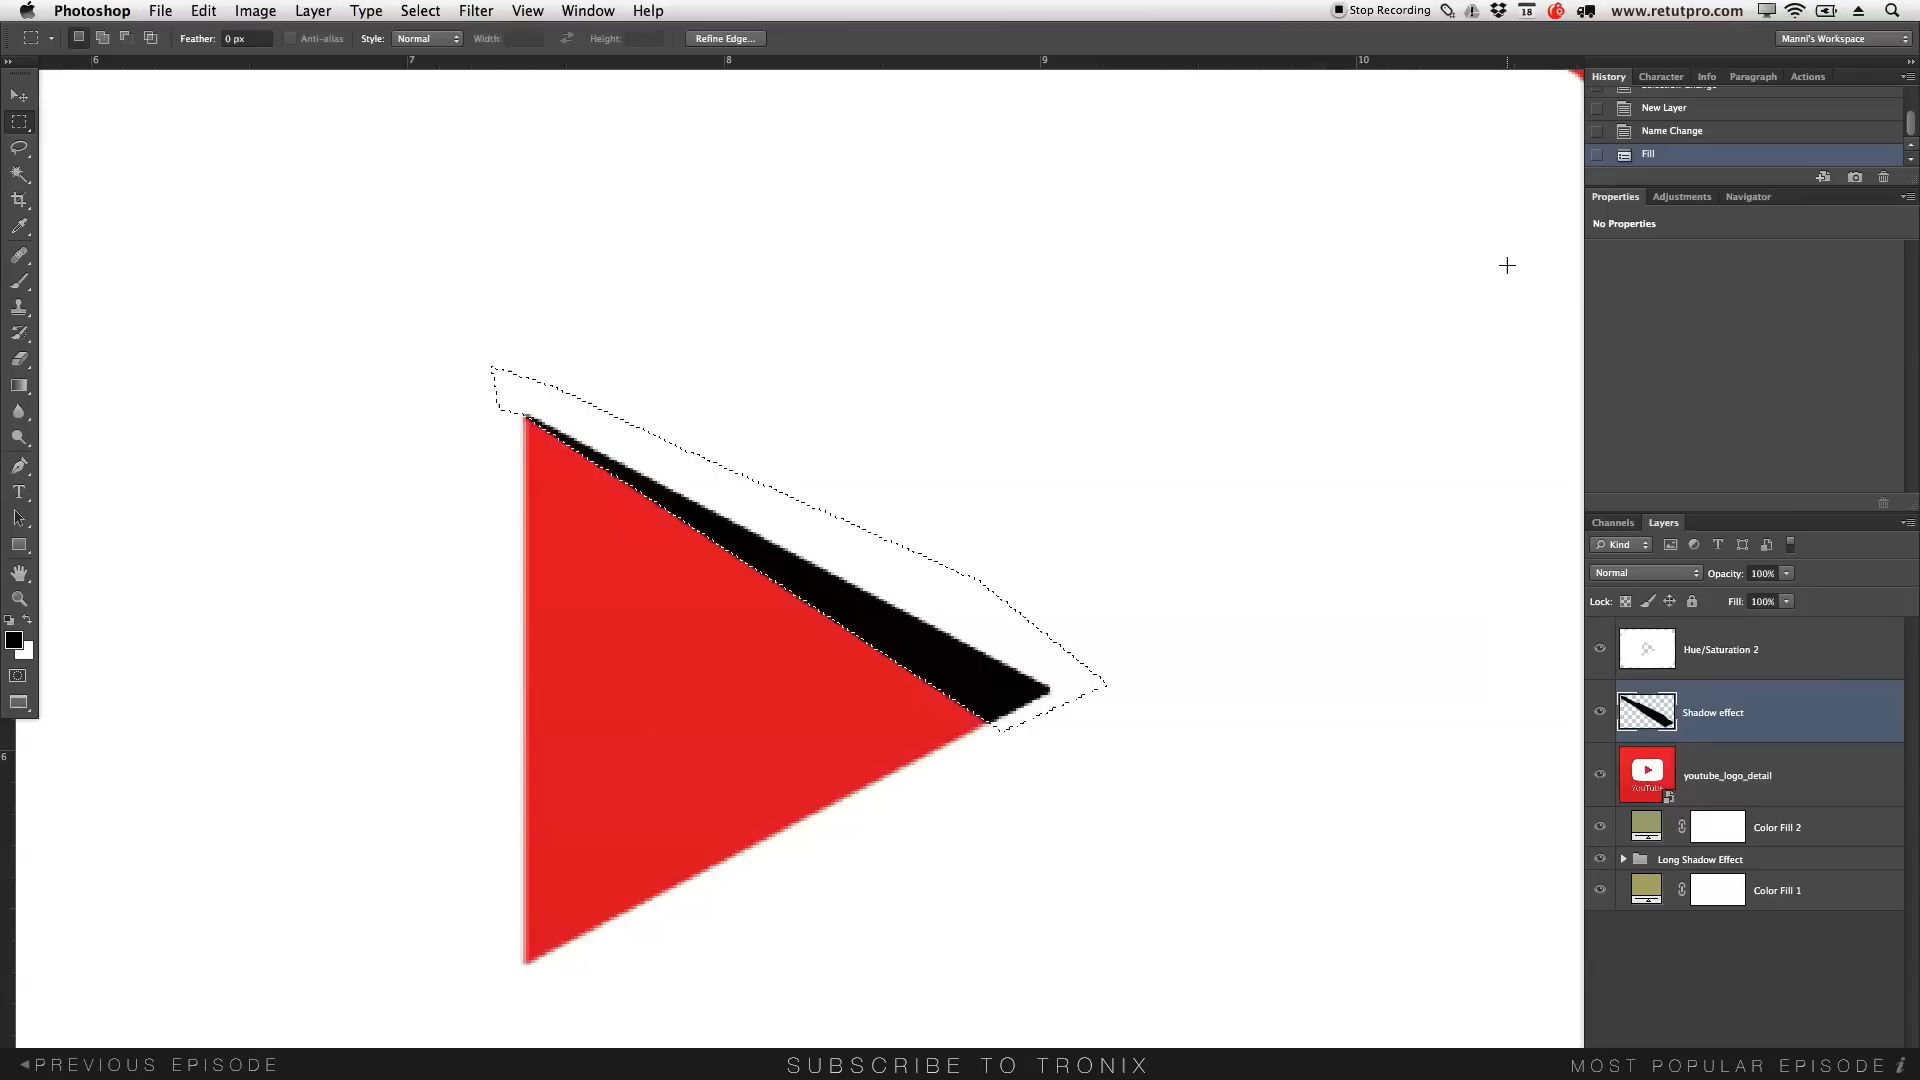 Photoshop File Edit Image Layer Type Select Filter View Window Help Stop Recording 18 www.retutpro.com
Feather: 0 px Anti-alias Style: Normal Width: Height: Refine Edge... Manni's Workspace
6 7 8 9 10
History Character Info Paragraph Actions
New Layer
Name Change
Fill
Properties Adjustments Navigator
No Properties
Channels Layers
Kind
Normal Opacity: 100%
Lock: Fill: 100%
Hue/Saturation 2
Shadow effect
youtube_logo_detail
YouTube
Color Fill 2
Long Shadow Effect
Color Fill 1
6
PREVIOUS EPISODE SUBSCRIBE TO TRONIX MOST POPULAR EPISODE i